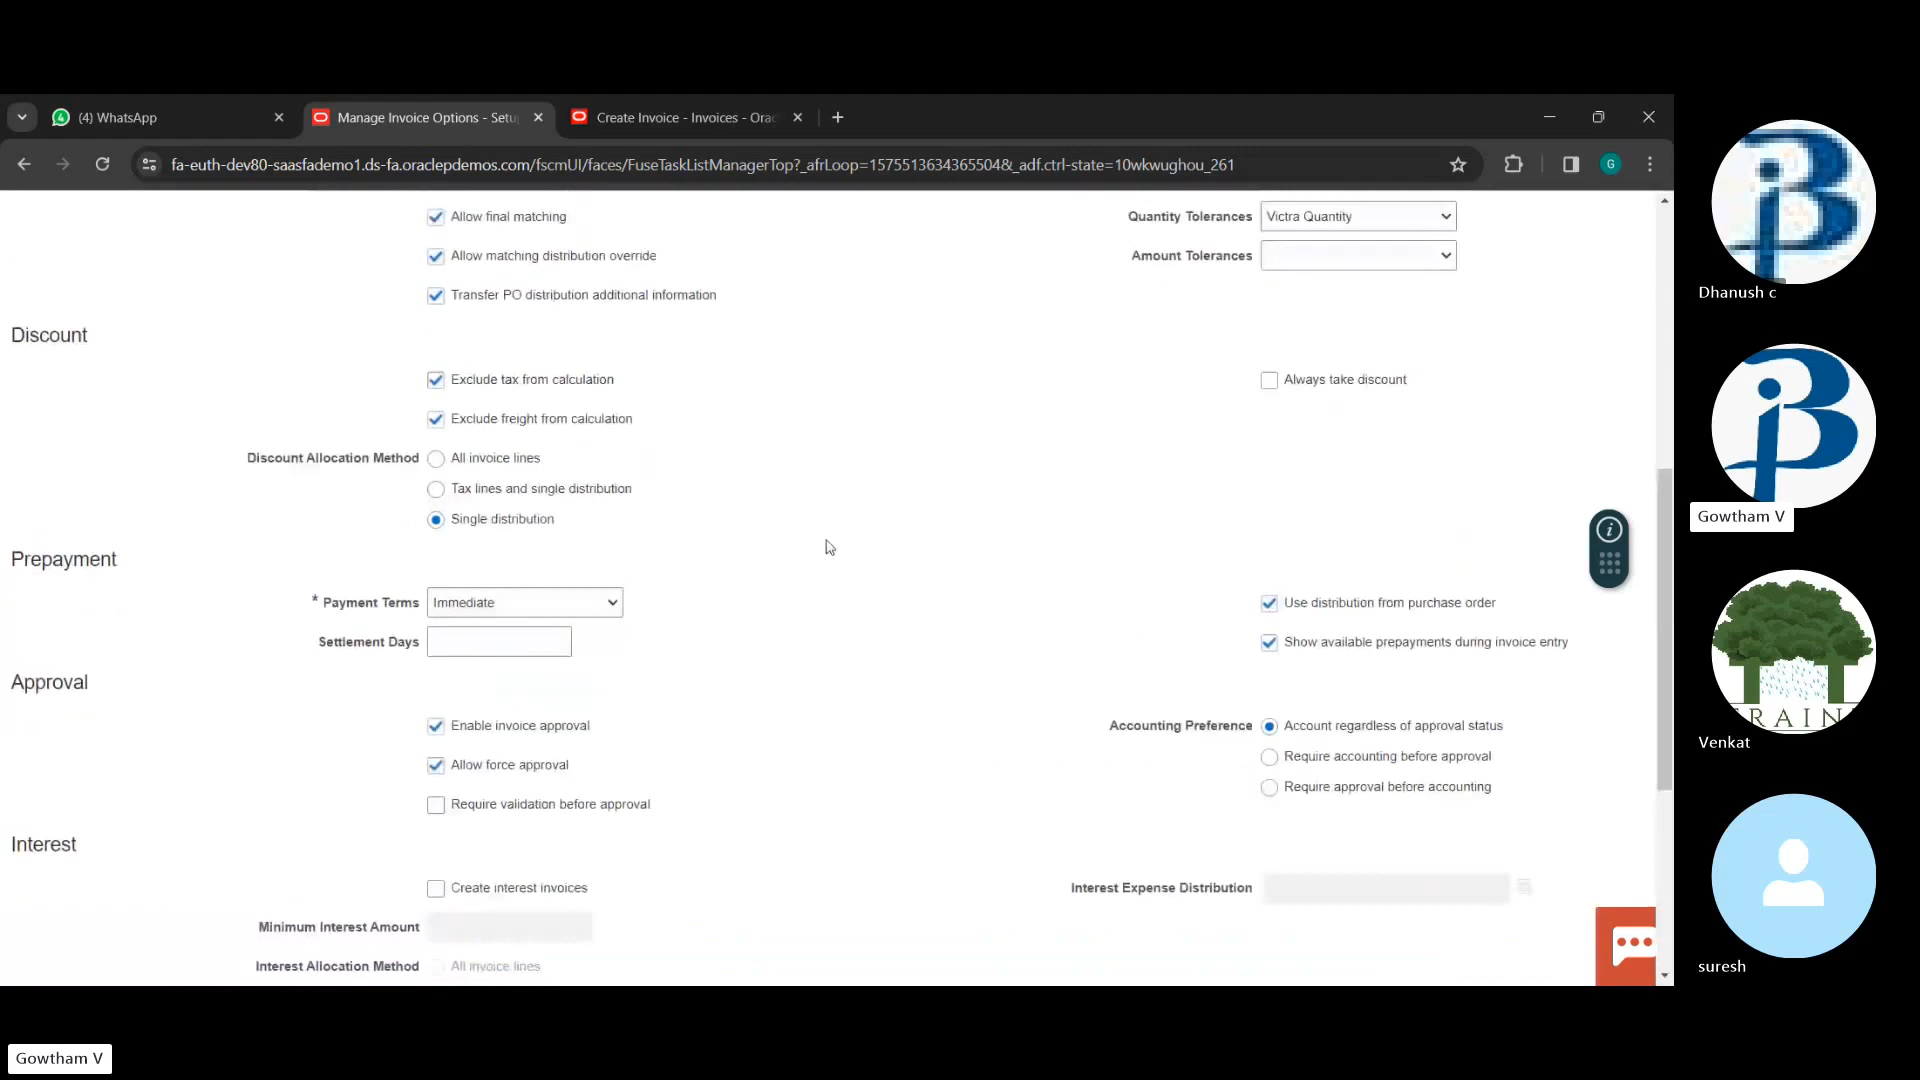 (4) WhatsApp
Manage Invoice Options - Setu
Create Invoice - Invoices - Orac
fa-euth-dev80-saasfademo1.ds-fa.oraclepdemos.com/fscmUI/faces/FuseTaskListManagerTop?_afrLoop=157551363436550​4&_adf.ctrl-state=10wkwughou_261
G
Allow final matching
Quantity Tolerances Victra Quantity
Allow matching distribution override
Amount Tolerances
Transfer PO distribution additional information
Discount
Exclude tax from calculation
Always take discount
Exclude freight from calculation
Discount Allocation Method All invoice lines
Tax lines and single distribution
Single distribution
Prepayment
* Payment Terms Immediate
Use distribution from purchase order
Settlement Days
Show available prepayments during invoice entry
Approval
Enable invoice approval
Accounting Preference Account regardless of approval status
Allow force approval
Require accounting before approval
Require approval before accounting
Require validation before approval
Interest
Create interest invoices
Interest Expense Distribution
Minimum Interest Amount
Interest Allocation Method All invoice lines
Dhanush c
Gowtham V
RAIN
Venkat
suresh
Gowtham V